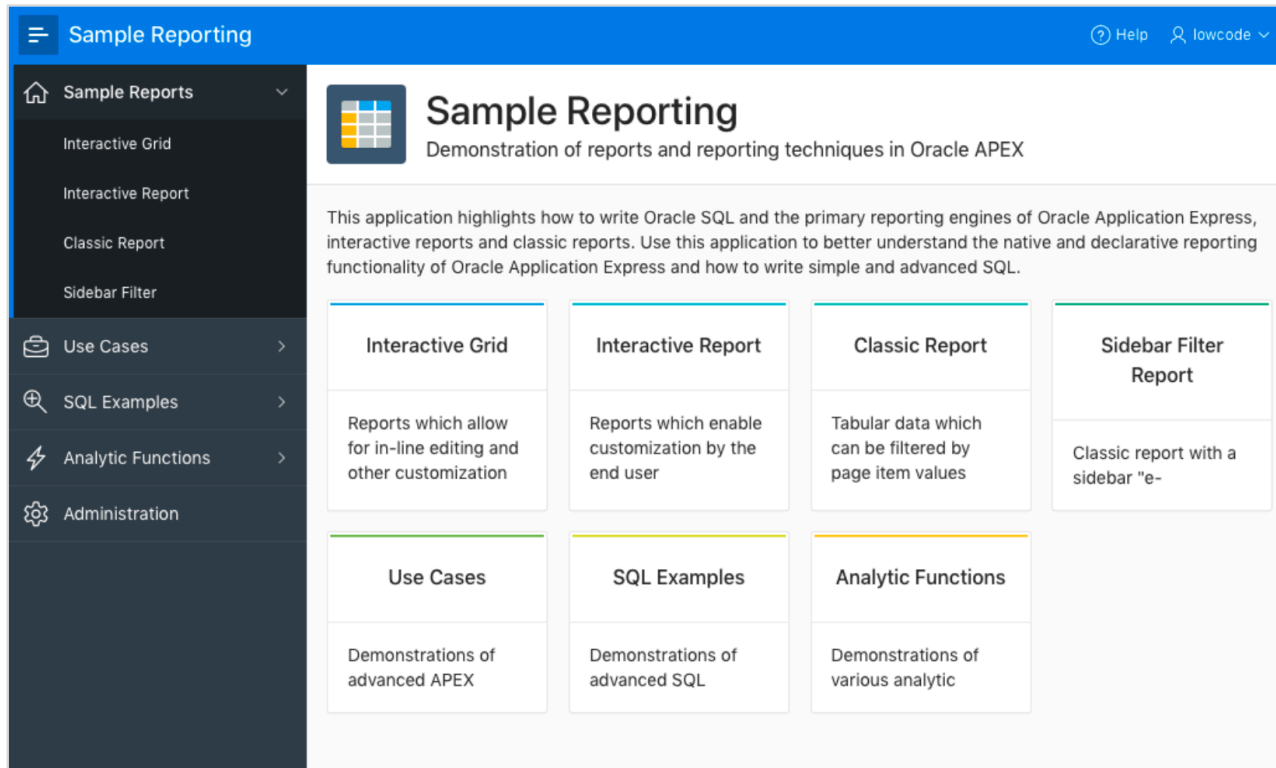 Sample Reporting
Help
lowcode
Sample Reports
Interactive Grid
Interactive Report
Classic Report
Sidebar Filter
Use Cases
SQL Examples
Analytic Functions
Administration
Sample Reporting
Demonstration of reports and reporting techniques in Oracle APEX
This application highlights how to write Oracle SQL and the primary reporting engines of Oracle Application Express,
interactive reports and classic reports. Use this application to better understand the native and declarative reporting
functionality of Oracle Application Express and how to write simple and advanced SQL.
Interactive Grid
Reports which allow
for in-line editing and
other customization
Interactive Report
Reports which enable
customization by the
end user
Classic Report
Tabular data which
can be filtered by
page item values
Sidebar Filter
Report
Classic report with a
sidebar "e-
Use Cases
Demonstrations of
advanced APEX
SQL Examples
Demonstrations of
advanced SQL
Analytic Functions
Demonstrations of
various analytic